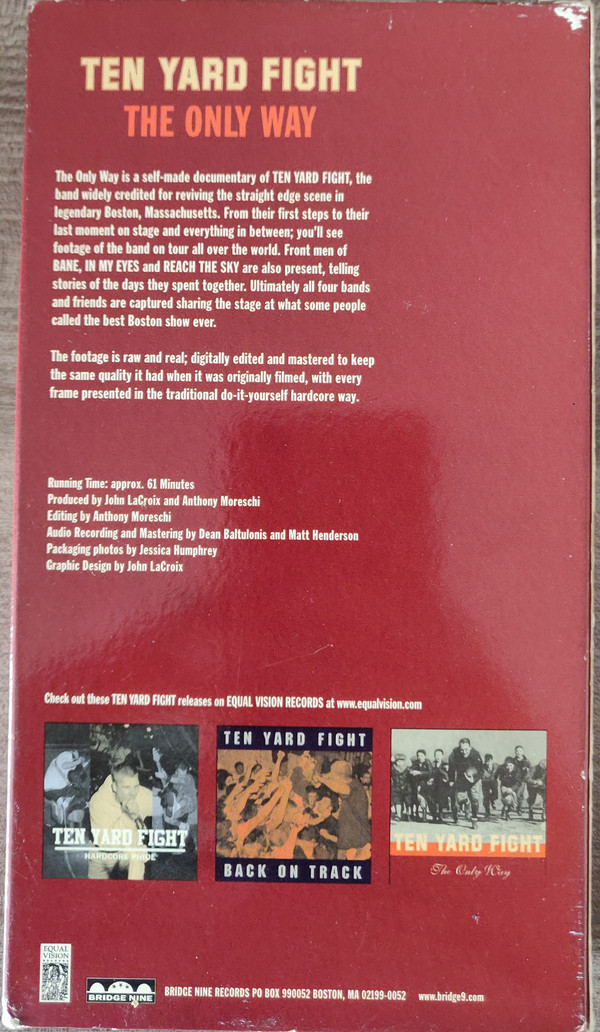 TEN YARD FIGHT
THE ONLY WAY
The Only Way is a self-made documentary of TEN YARD FIGHT, the
band widely credited for reviving the straight edge scene in
legendary Boston, Massachusetts. From their first steps to their
last moment on stage and everything in between; you'll see
footage of the band on tour all over the world. Front men of
BANE, IN MY EYES and REACH THE SKY are also present, telling
stories of the days they spent together. Ultimately all four bands
and friends are captured sharing the stage at what some people
called the best Boston show ever.
The footage is raw and real; digitally edited and mastered to keep
the same quality it had when it was originally filmed, with every
frame presented in the traditional do-it-yourself hardcore way.
Running Time: approx. 61 Minutes
Produced by John LaCroix and Anthony Moreschi
Editing by Anthony Moreschi
Audio Recording and Mastering by Dean Baltulonis and Matt Henderson
Packaging photos by Jessica Humphrey
Graphic Design by John LaCroix
Check out these TEN YARD FIGHT releases on EQUAL VISION RECORDS at www.equalvision.com
TEN YARD FIGHT
HARDCORE PRIDE
TEN YARD FIGHT
BACK ON TRACK
TEN YARD FIGHT
The Only Way
EQUAL
VISION
RECORDS
BRIDGE NINE
BRIDGE NINE RECORDS PO BOX 990052 BOSTON, MA 02199-0052 www.bridge9.com